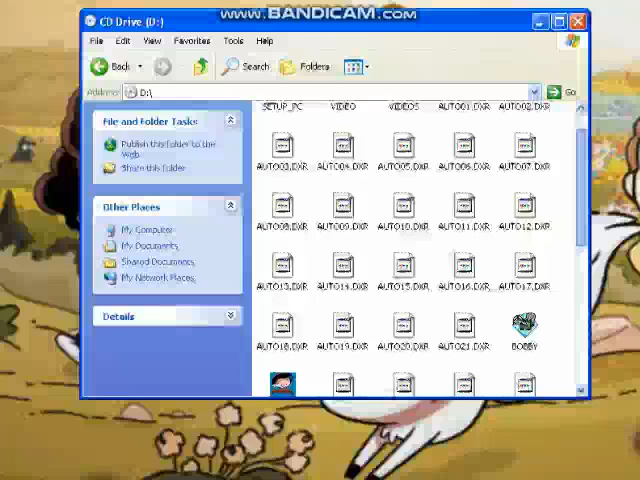 www.BANDICAM.com
CD Drive (D:)
File Edit View Favorites Tools Help
Back Search Folders
Address D:\ Go
File and Folder Tasks
Publish this folder to the
Web
Share this folder
Other Places
My Computer
My Documents
Shared Documents
My Network Places
Details
SETUP_PC VIDEO VIDEOS AUTO01.DXR AUTO02.DXR
AUTO03.DXR AUTO04.DXR AUTO05.DXR AUTO06.DXR AUTO07.DXR
AUTO08.DXR AUTO09.DXR AUTO10.DXR AUTO11.DXR AUTO12.DXR
AUTO13.DXR AUTO14.DXR AUTO15.DXR AUTO16.DXR AUTO17.DXR
AUTO18.DXR AUTO19.DXR AUTO20.DXR AUTO21.DXR BOBBY